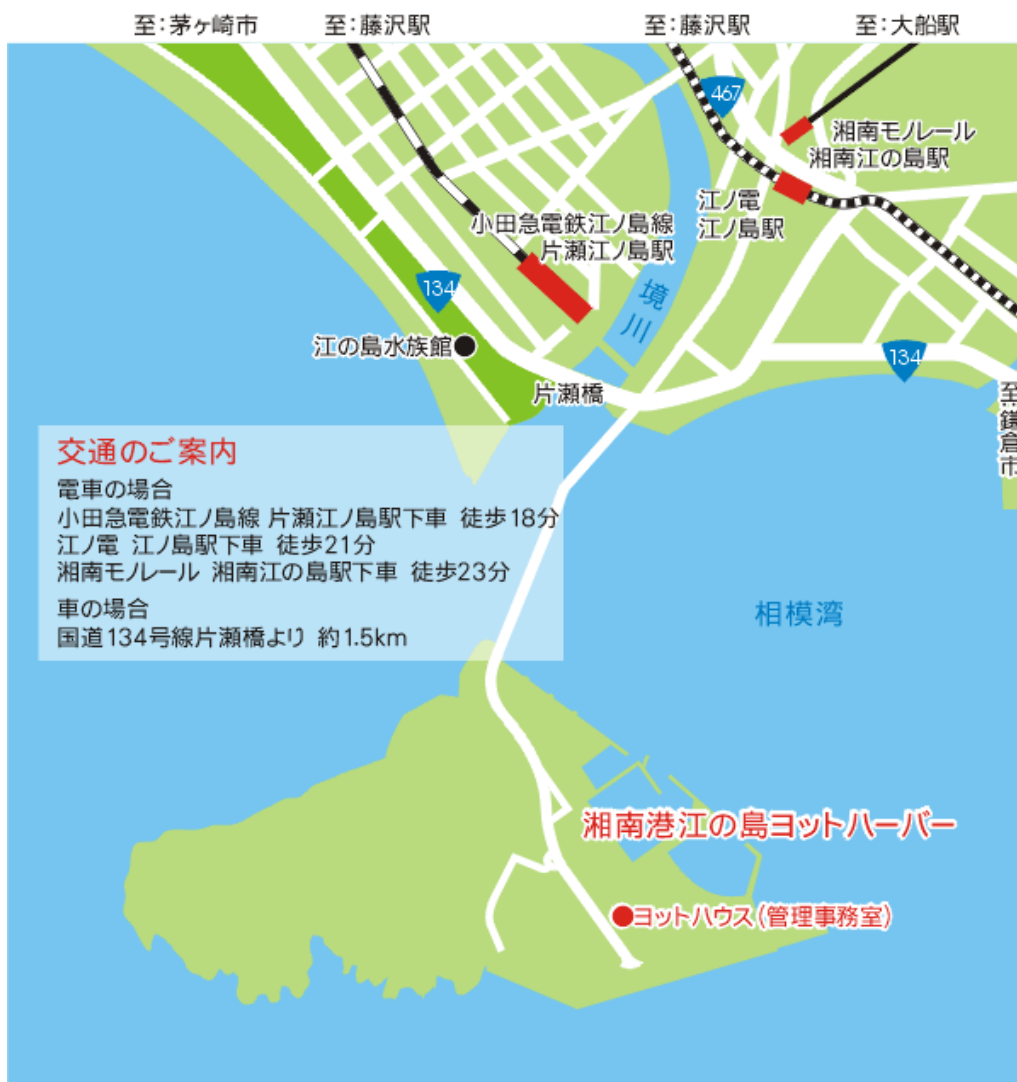 至：茅ヶ崎市
至：藤沢駅
至：藤沢駅
至：大船駅
467
湘南モノレール
湘南江の島駅
江ノ電
江ノ島駅
小田急電鉄江ノ島線
片瀬江ノ島駅
境川
134
江の島水族館
134
片瀬橋
至：鎌倉市
交通のご案内
電車の場合
小田急電鉄江ノ島線 片瀬江ノ島駅下車 徒歩18分
江ノ電 江ノ島駅下車 徒歩21分
湘南モノレール 湘南江の島駅下車 徒歩23分
車の場合
国道134号線片瀬橋より 約1.5km
相模湾
湘南港江の島ヨットハーバー
ヨットハウス(管理事務室)